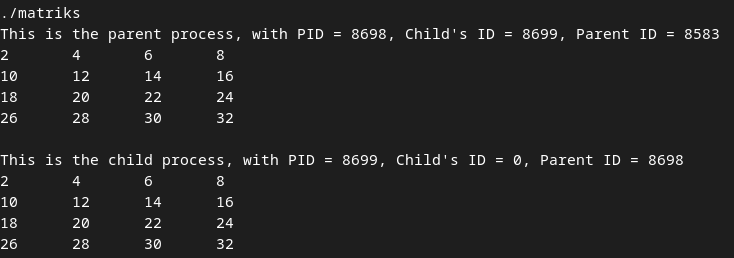 ./matriks
This is the parent process, with PID = 8698, Child's ID = 8699, Parent ID = 8583
2 4 6 8
10 12 14 16
18 20 22 24
26 28 30 32
This is the child process, with PID = 8699, Child's ID = 0, Parent ID = 8698
2 4 6 8
10 12 14 16
18 20 22 24
26 28 30 32